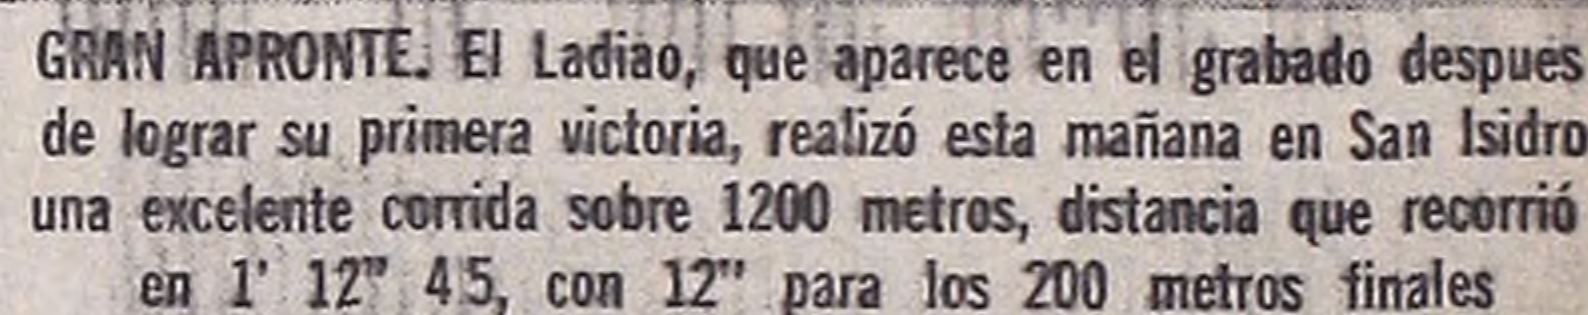 GRAN APRONTE. El Ladiao, que aparece en el grabado despues
de lograr su primera victoria, realizó esta mañana en San Isidro
una excelente corrida sobre 1200 metros, distancia que recorrió
en 1' 12" 4|5, con 12" para los 200 metros finales